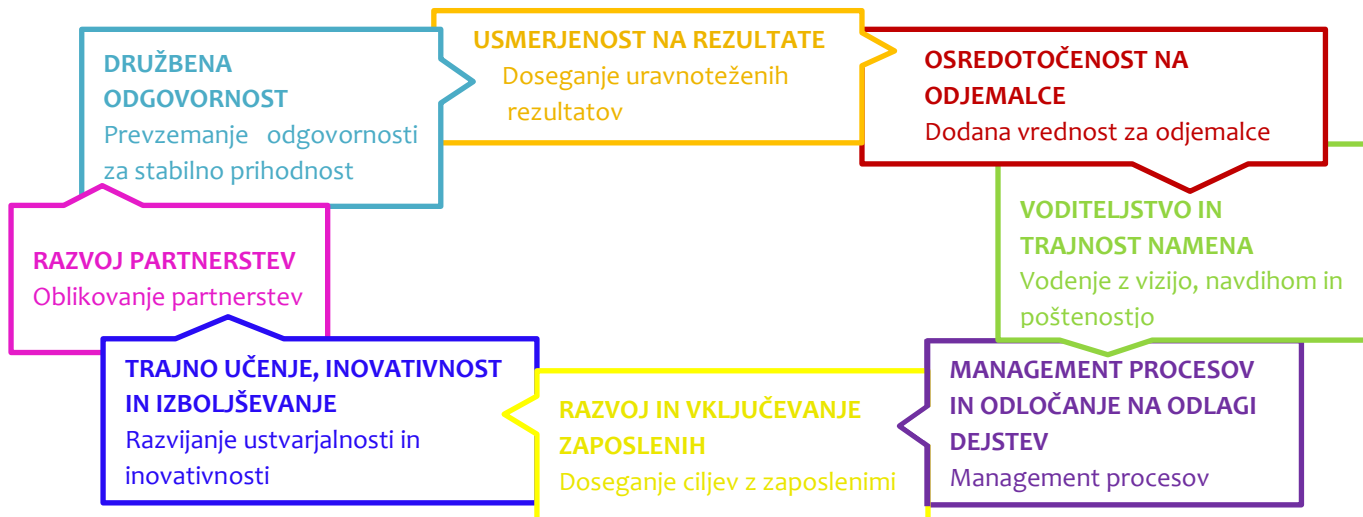 DRUŽBENA
ODGOVORNOST
Prevzemanje odgovornosti
za stabilno prihodnost
USMERJENOST NA REZULTATE
Doseganje uravnoteženih
rezultatov
OSREDOTOČENOST NA
ODJEMALCE
Dodana vrednost za odjemalce
VODITELJSTVO IN
TRAJNOST NAMENA
Vodenje z vizijo, navdihom in
poštenostjo
MANAGEMENT PROCESOV
IN ODLOČANJE NA ODLAGI
DEJSTEV
Management procesov
RAZVOJ IN VKLJUČEVANJE
ZAPOSLENIH
Doseganje ciljev z zaposlenimi
TRAJNO UČENJE, INOVATIVNOST
IN IZBOLJŠEVANJE
Razvijanje ustvarjalnosti in
inovativnosti
RAZVOJ PARTNERSTEV
Oblikovanje partnerstev